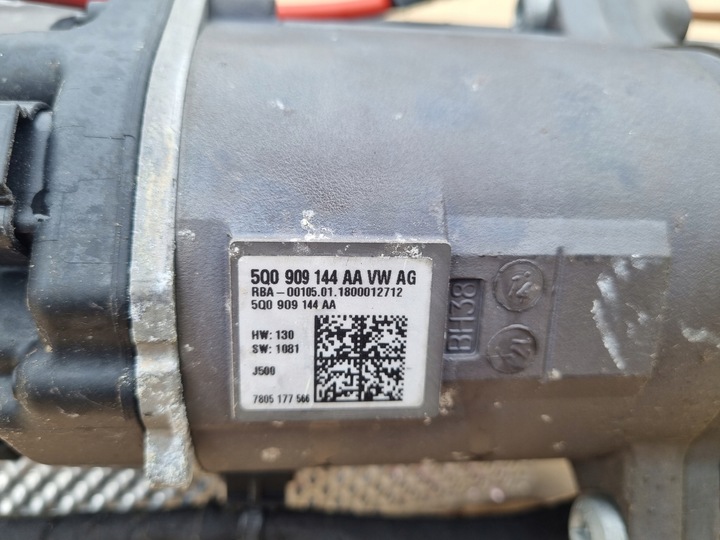 5Q0 909 144 AA VW AG
RBA-00105.01.1800012712
5Q0 909 144 AA
HW: 130
SW: 1081
J500
7805 177 566
BH38